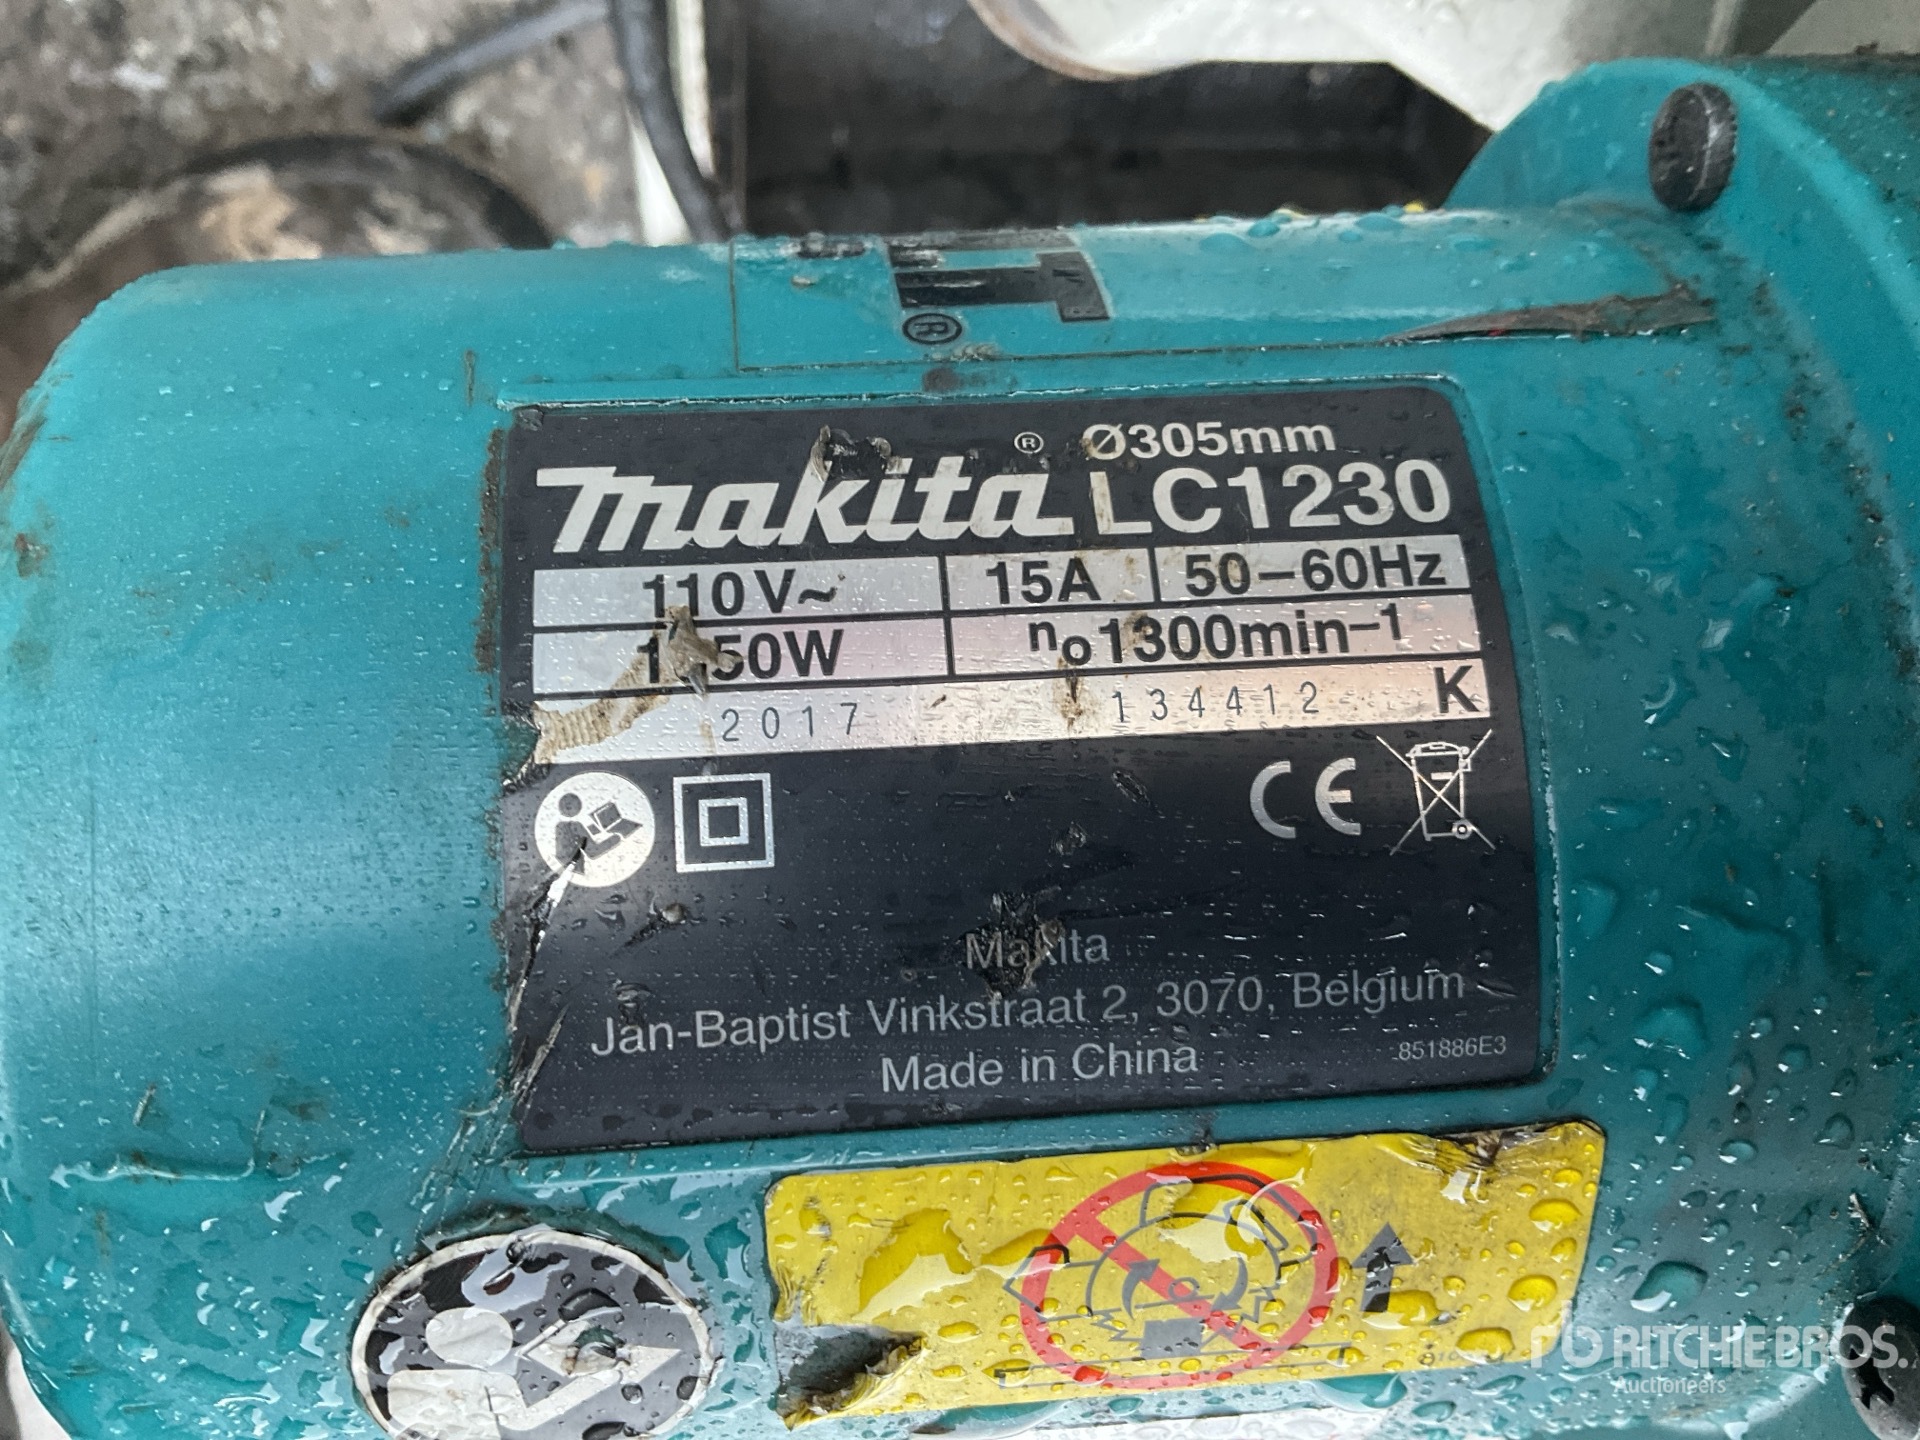 ®
Ø305mm
makita® LC1230
110V~ 15A 50-60Hz
no1300min-1
2017 134412 K
CE
Makita
Jan-Baptist Vinkstraat 2, 3070, Belgium
Made in China 851886E3
RITCHIE BROS.
Auctioneers